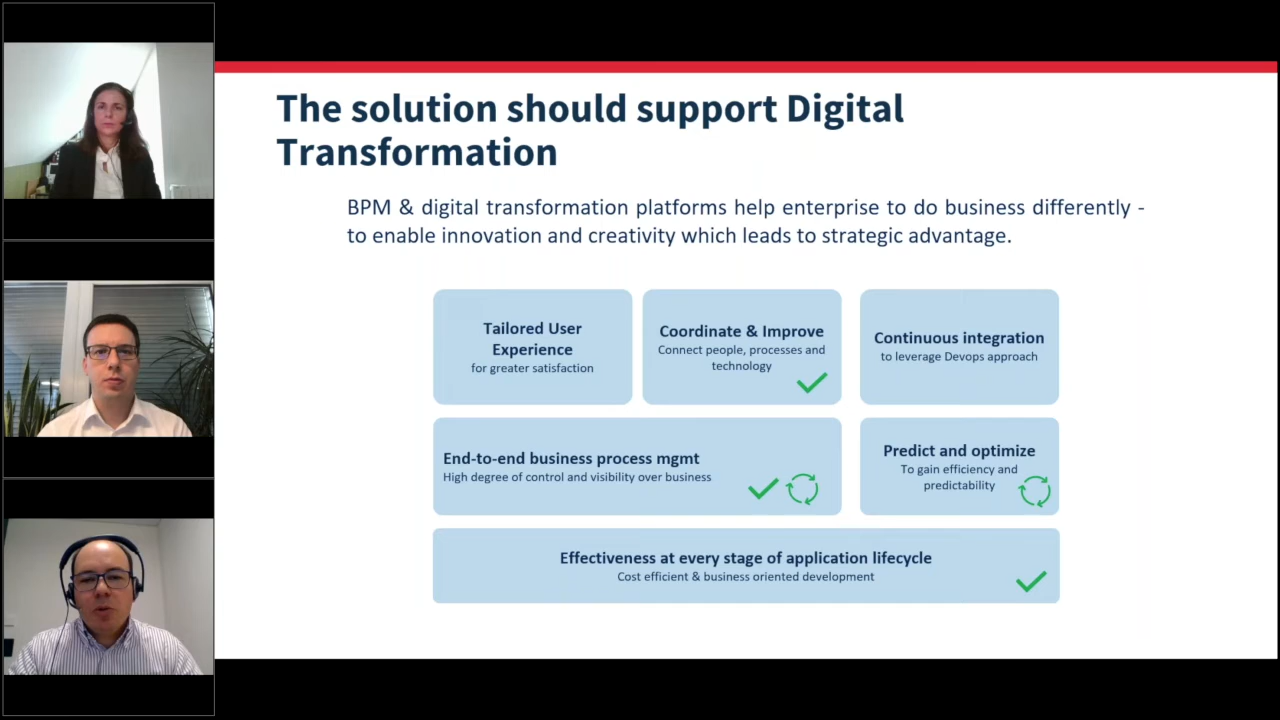 The solution should support Digital
Transformation
BPM & digital transformation platforms help enterprise to do business differently -
to enable innovation and creativity which leads to strategic advantage.
Tailored User
Experience
for greater satisfaction
Coordinate & Improve
Connect people, processes and
technology
Continuous integration
to leverage Devops approach
End-to-end business process mgmt
High degree of control and visibility over business
Predict and optimize
To gain efficiency and
predictability
Effectiveness at every stage of application lifecycle
Cost efficient & business oriented development